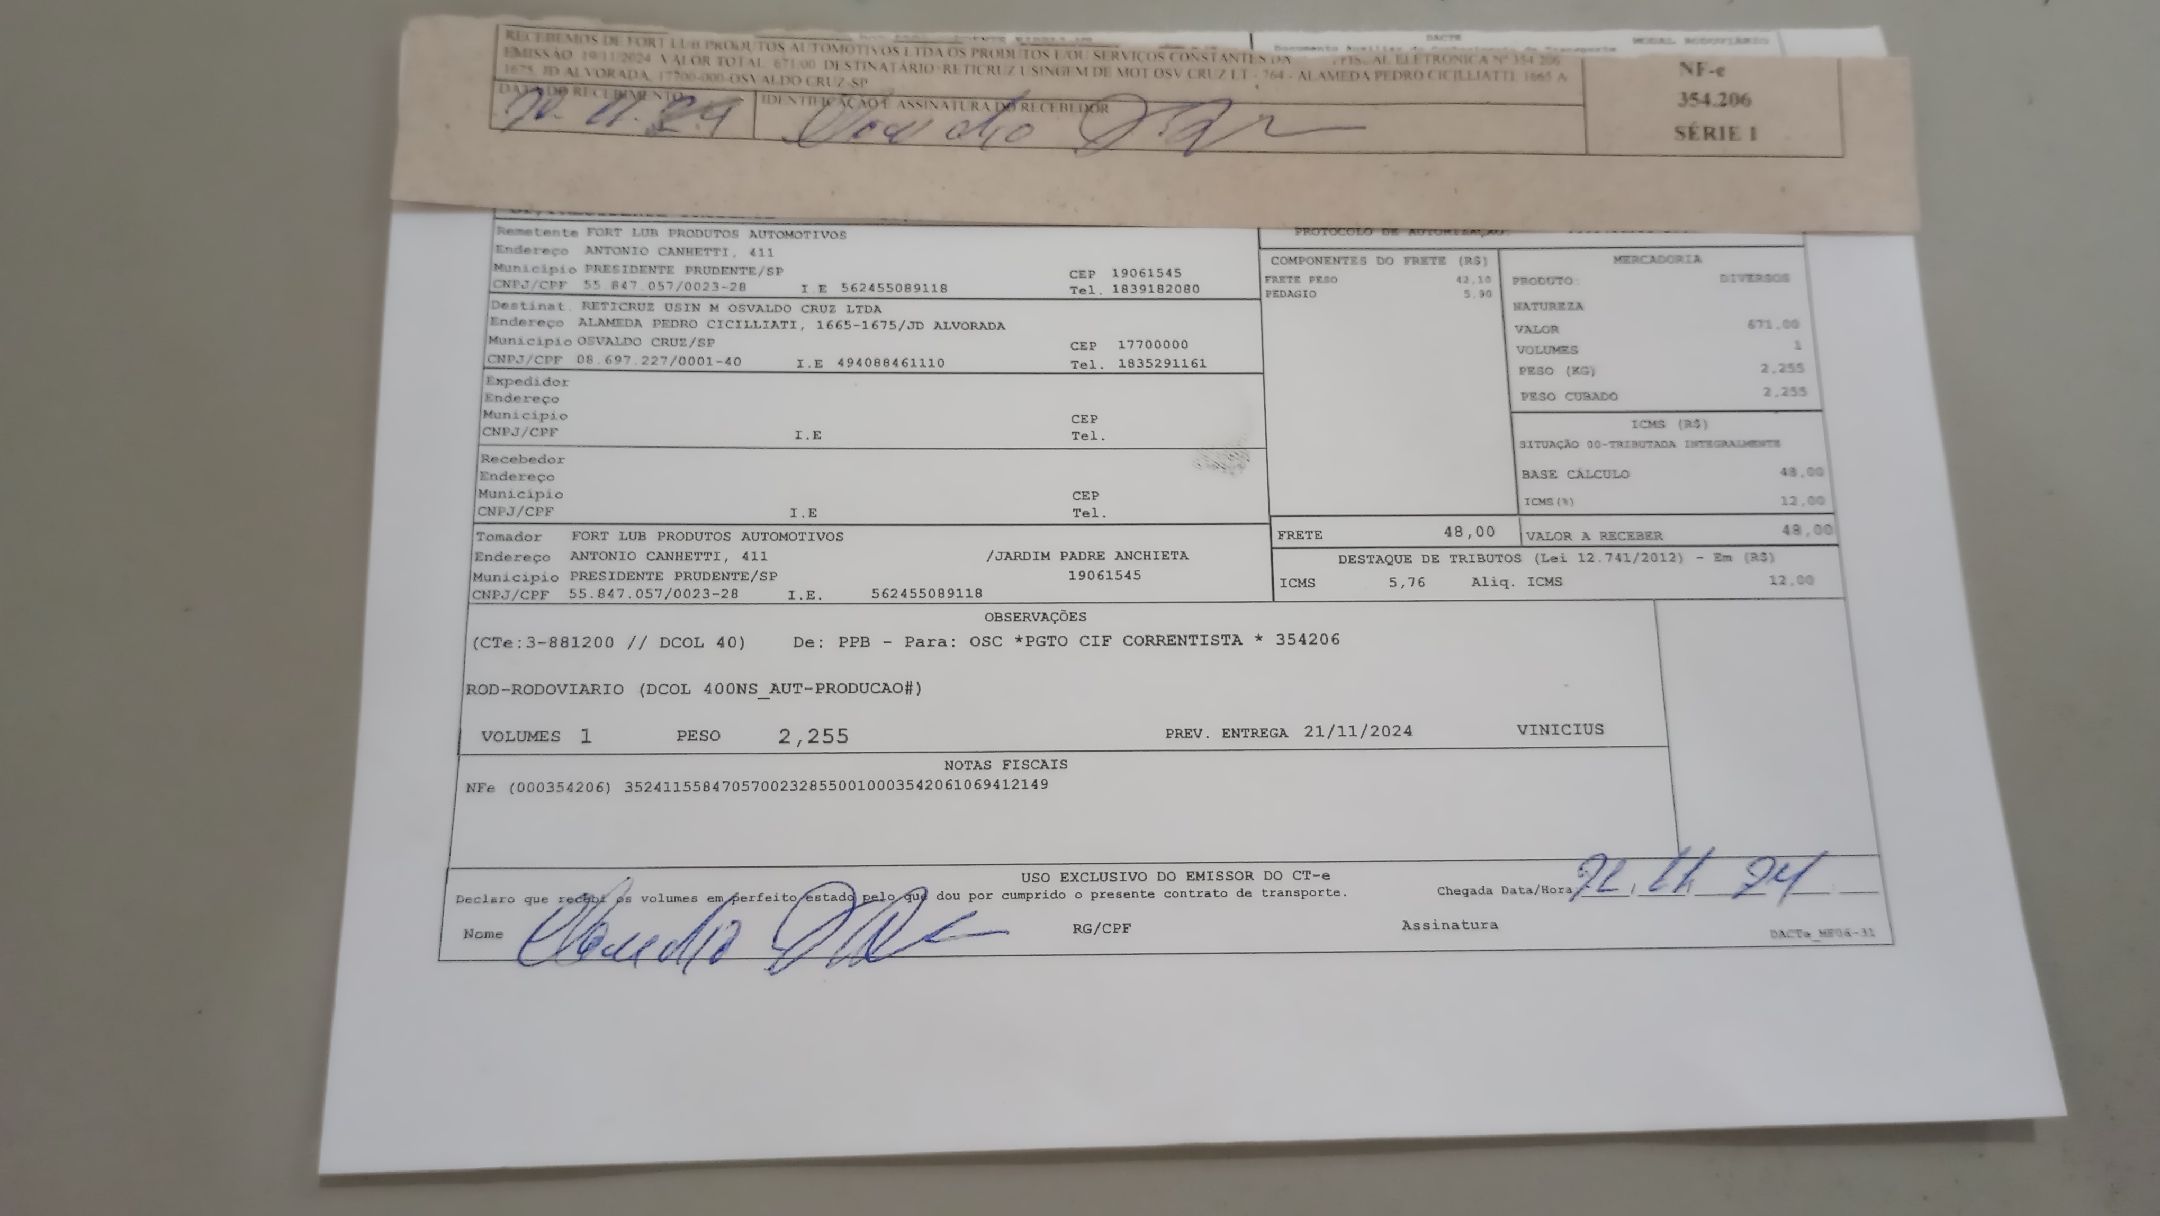 DACTE
MODAL RODOVIÁRIO
RECEBEMOS DE FORT LUB PRODUTOS AUTOMOTIVOS LTDA OS PRODUTOS E/OU SERVIÇOS CONSTANTES DA
EMISSÃO 19/11/2024 VALOR TOTAL 671,00 DESTINATÁRIO RETICRUZ USINGEM DE MOT OSV CRUZ LT - 764 - ALAMEDA PEDRO CICILLIATTI, 1665 A
1675, JD ALVORADA, 17700-000-OSVALDO CRUZ-SP
DATA DO RECEBIMENTO
IDENTIFICAÇÃO E ASSINATURA DO RECEBEDOR
NF-e
354.206
SÉRIE 1
PROTOCOLO DE AUTORIZAÇÃO
Remetente FORT LUB PRODUTOS AUTOMOTIVOS
Endereço ANTONIO CANHETTI, 411
Municipio PRESIDENTE PRUDENTE/SP CEP 19061545
CNPJ/CPF 55.847.057/0023-28 I.E 562455089118 Tel. 1839182080
Destinat. RETICRUZ USIN M OSVALDO CRUZ LTDA
Endereço ALAMEDA PEDRO CICILLIATI, 1665-1675/JD ALVORADA
Municipio OSVALDO CRUZ/SP CEP 17700000
CNPJ/CPF 08.697.227/0001-40 I.E 494088461110 Tel. 1835291161
Expedidor
Endereço
Municipio CEP
CNPJ/CPF I.E Tel.
Recebedor
Endereço
Municipio CEP
CNPJ/CPF I.E Tel.
Tomador FORT LUB PRODUTOS AUTOMOTIVOS
Endereço ANTONIO CANHETTI, 411 /JARDIM PADRE ANCHIETA
Municipio PRESIDENTE PRUDENTE/SP 19061545
CNPJ/CPF 55.847.057/0023-28 I.E. 562455089118
COMPONENTES DO FRETE (R$)
FRETE PESO 42,10
PEDAGIO 5,90
MERCADORIA
PRODUTO: DIVERSOS
NATUREZA
VALOR 671,00
VOLUMES 1
PESO (KG) 2,255
PESO CUBADO 2,255
ICMS (R$)
SITUAÇÃO 00-TRIBUTADA INTEGRALMENTE
BASE CÁLCULO 48,00
ICMS(%) 12,00
FRETE 48,00
VALOR A RECEBER 48,00
DESTAQUE DE TRIBUTOS (Lei 12.741/2012) - Em (R$)
ICMS 5,76 Aliq. ICMS 12,00
OBSERVAÇÕES
(CTe:3-881200 // DCOL 40) De: PPB - Para: OSC *PGTO CIF CORRENTISTA * 354206
ROD-RODOVIARIO (DCOL 400NS_AUT-PRODUCAO#)
VOLUMES 1 PESO 2,255 PREV. ENTREGA 21/11/2024 VINICIUS
NOTAS FISCAIS
NFe (000354206) 35241155847057002328550010003542061069412149
USO EXCLUSIVO DO EMISSOR DO CT-e
Declaro que recebi os volumes em perfeito estado pelo que dou por cumprido o presente contrato de transporte.
Chegada Data/Hora
Nome Claudio RG/CPF Assinatura